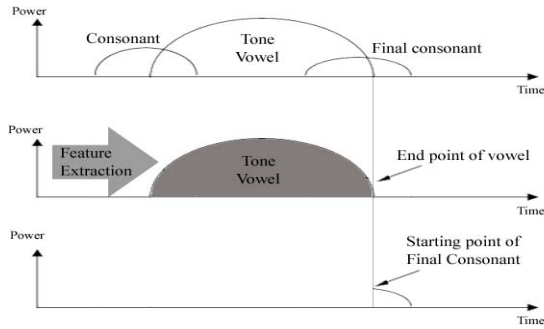 Power
Consonant
Tone
Vowel
Final consonant
Time
Power
Feature
Extraction
Tone
Vowel
End point of vowel
Time
Power
Starting point of
Final Consonant
Time